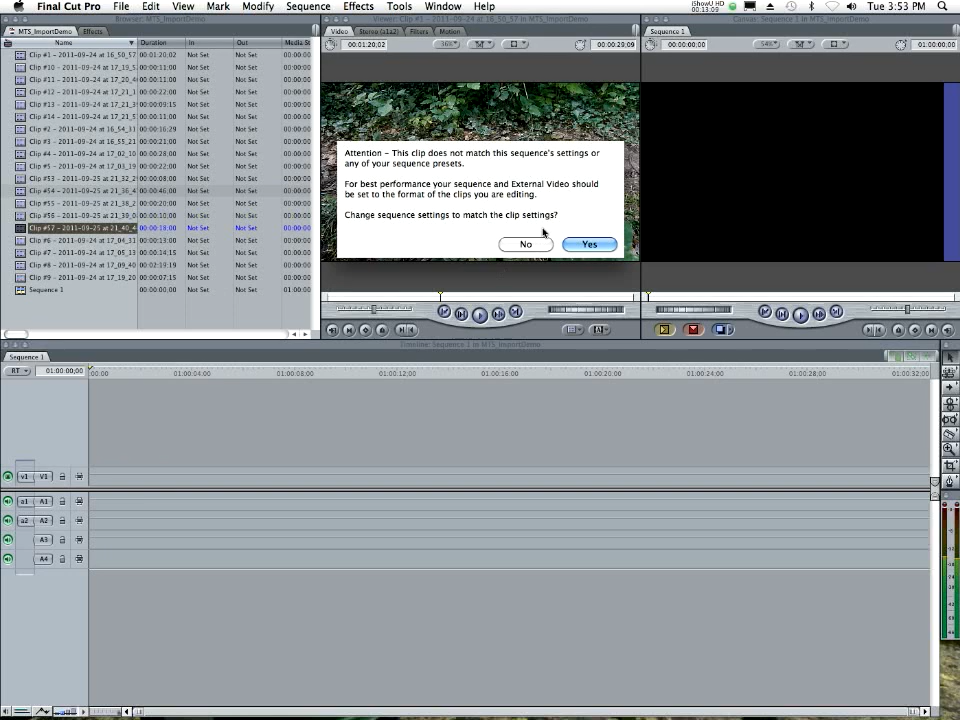 Final Cut Pro File Edit View Mark Modify Sequence Effects Tools Window Help
iShowU HD
00:13:09
Tue 3:53 PM
Browser: MTS_ImportDemo
Viewer: Clip #1 - 2011-09-24 at 16_50_57 in MTS_ImportDemo
Canvas: Sequence 1 in MTS_ImportDemo
MTS_ImportDemo Effects
Video Stereo (a1a2) Filters Motion
Sequence 1
Name Duration In Out Media St
00:01:20;02 36% 00:00:29;09
00:00:00;00 54% 01:00:00;00
Clip #1 - 2011-09-24 at 16_50_57 00:01:20;02 Not Set Not Set 00:00:00
Clip #10 - 2011-09-24 at 17_19_5 00:00:11;00 Not Set Not Set 00:00:00
Clip #11 - 2011-09-24 at 17_20_4 00:00:11;00 Not Set Not Set 00:00:00
Clip #12 - 2011-09-24 at 17_21_1 00:00:22;00 Not Set Not Set 00:00:00
Clip #13 - 2011-09-24 at 17_21_3 00:00:09;15 Not Set Not Set 00:00:00
Clip #14 - 2011-09-24 at 17_21 00:00:11;00 Not Set Not Set 00:00:00
Clip #2 - 2011-09-24 at 16_54_31 00:00:16;29 Not Set Not Set 00:00:00
Clip #3 - 2011-09-24 at 16_55_21 00:00:13;00 Not Set Not Set 00:00:00
Clip #4 - 2011-09-24 at 17_02_10 00:00:28;00 Not Set Not Set 00:00:00
Clip #5 - 2011-09-24 at 17_03_19 00:00:22;00 Not Set Not Set 00:00:00
Clip #53 - 2011-09-25 at 21_32_2 00:00:08;00 Not Set Not Set 00:00:00
Clip #54 - 2011-09-25 at 21_36_4 00:00:46;00 Not Set Not Set 00:00:00
Clip #55 - 2011-09-25 at 21_38_2 00:00:20;00 Not Set Not Set 00:00:00
Clip #56 - 2011-09-25 at 21_39_0 00:00:10;00 Not Set Not Set 00:00:00
Clip #57 - 2011-09-25 at 21_40_4 00:00:18;00 Not Set Not Set 00:00:00
Clip #6 - 2011-09-24 at 17_04_31 00:00:13;00 Not Set Not Set 00:00:00
Clip #7 - 2011-09-24 at 17_05_33 00:00:14;15 Not Set Not Set 00:00:00
Clip #8 - 2011-09-24 at 17_09_40 00:02:19;19 Not Set Not Set 00:00:00
Clip #9 - 2011-09-24 at 17_19_20 00:00:07;15 Not Set Not Set 00:00:00
Sequence 1 00:00:00;00 Not Set Not Set 01:00:00
Attention - This clip does not match this sequence's settings or
any of your sequence presets.
For best performance your sequence and External Video should
be set to the format of the clips you are editing.
Change sequence settings to match the clip settings?
No Yes
Timeline: Sequence 1 in MTS_ImportDemo
Sequence 1
RT 01:00:00;00 00:00 01:00:04;00 01:00:08;00 01:00:12;00 01:00:16;00 01:00:20;00 01:00:24;00 01:00:28;00 01:00:32;00
v1 V1
a1 A1
a2 A2
A3
A4